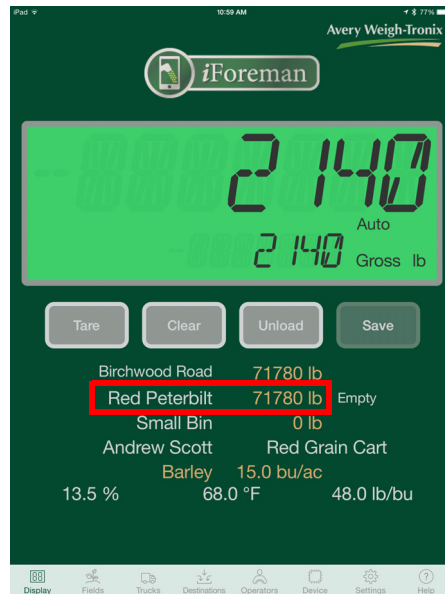 iPad 10:59 AM 77%
Avery Weigh-Tronix
iForeman
2140
Auto
2140 Gross lb
Tare Clear Unload Save
Birchwood Road 71780 lb
Red Peterbilt 71780 lb Empty
Small Bin 0 lb
Andrew Scott Red Grain Cart
Barley 15.0 bu/ac
13.5 % 68.0 °F 48.0 lb/bu
88
Display Fields Trucks Destinations Operators Device Settings Help